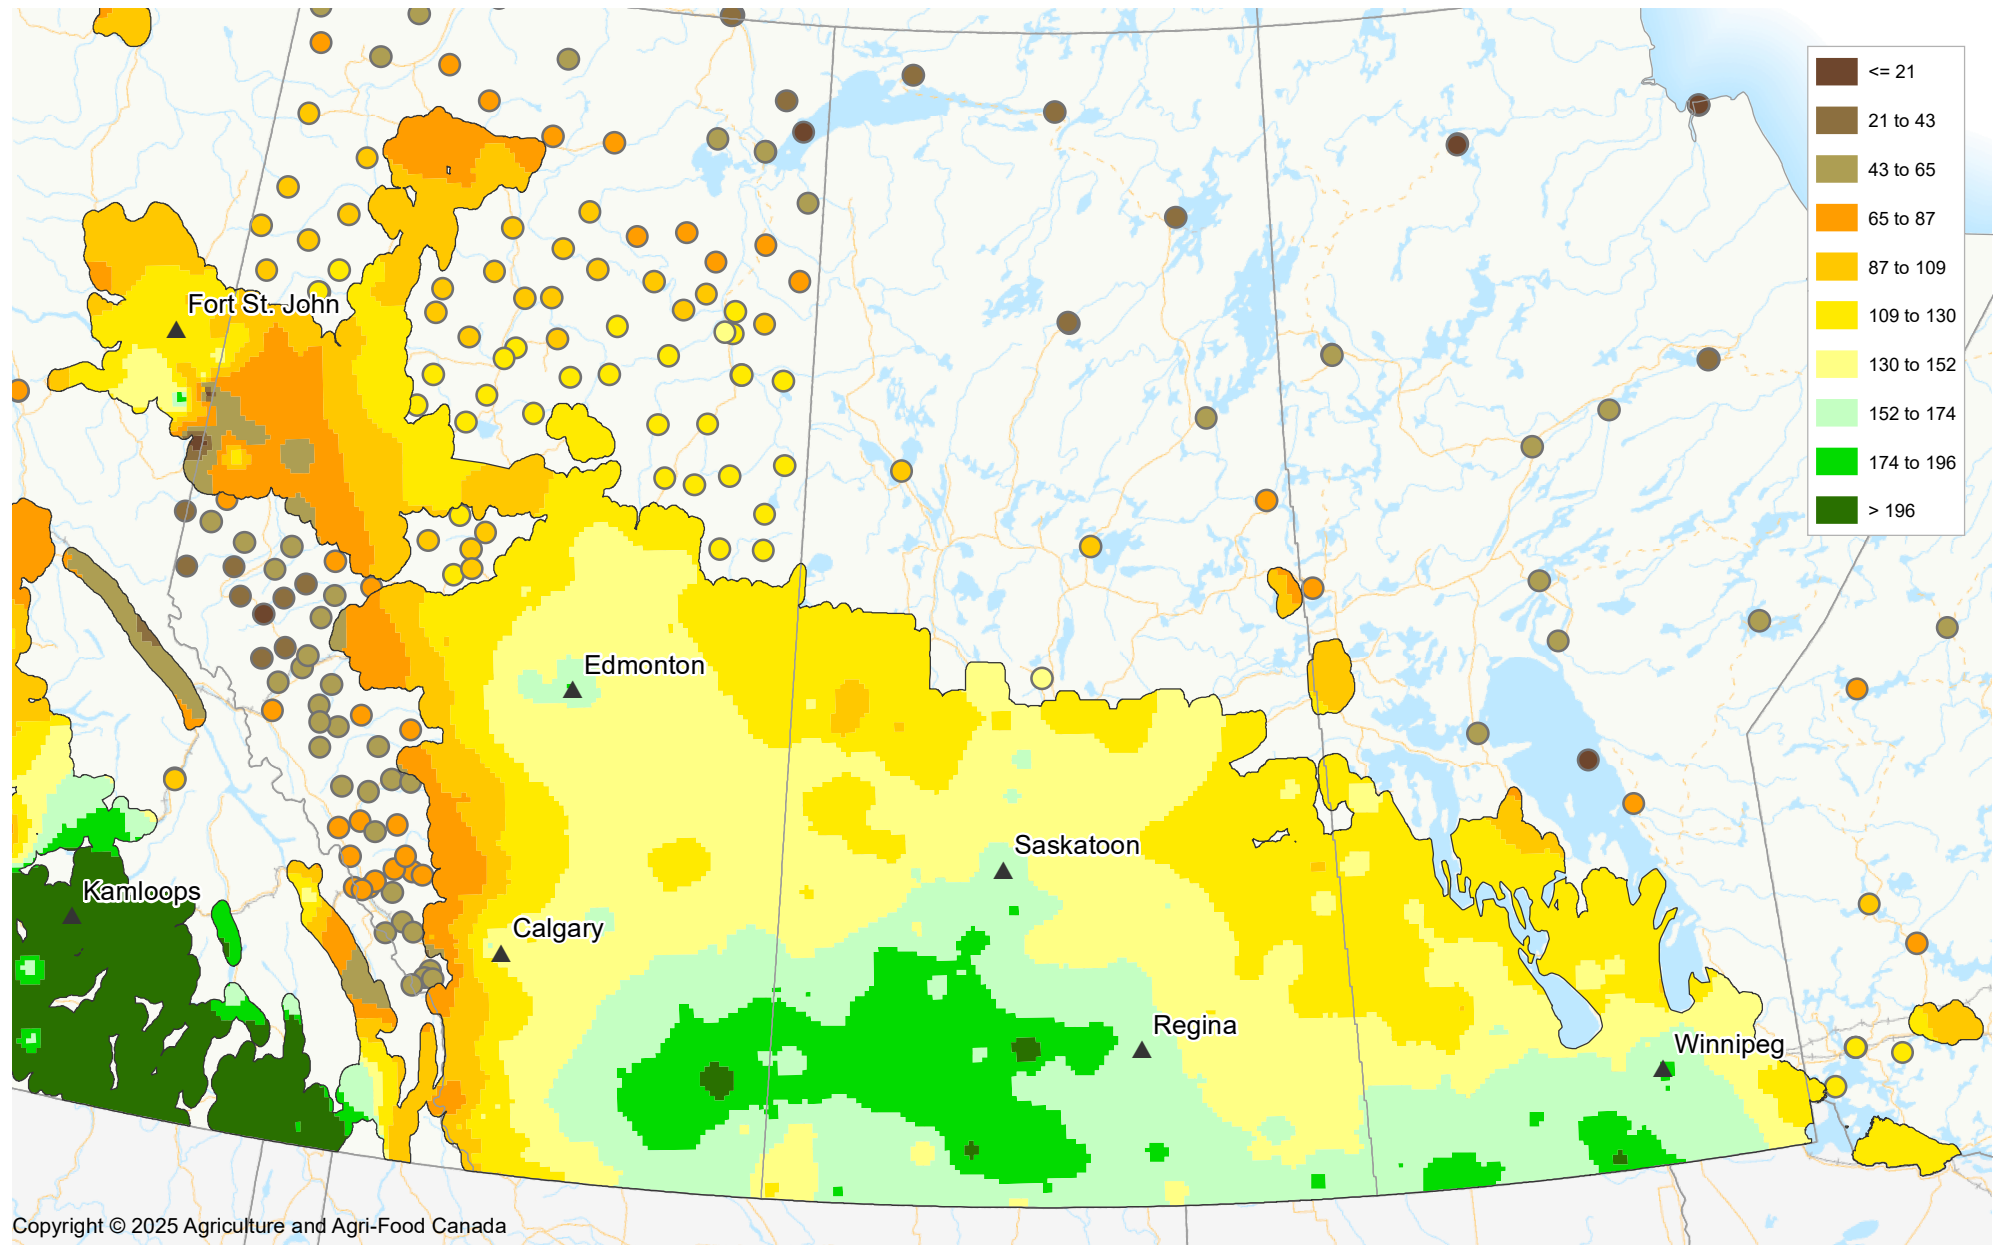 <= 21
21 to 43
43 to 65
65 to 87
87 to 109
109 to 130
130 to 152
152 to 174
174 to 196
> 196
Fort St. John
Edmonton
Saskatoon
Kamloops
Calgary
Regina
Winnipeg
Copyright © 2025 Agriculture and Agri-Food Canada